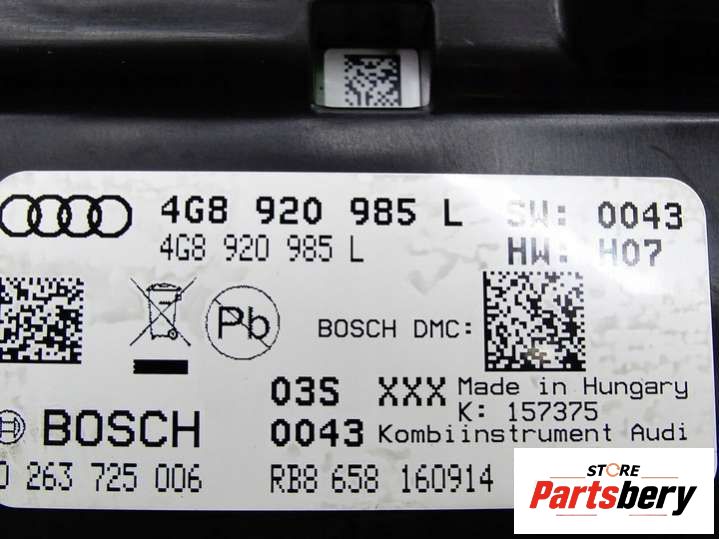 4G8 920 985 L SW: 0043
4G8 920 985 L HW: H07
Pb
BOSCH DMC:
03S XXX Made in Hungary
K: 157375
BOSCH
0043 Kombiinstrument Audi
0 263 725 006 RB8 658 160914
STORE
Partsbery